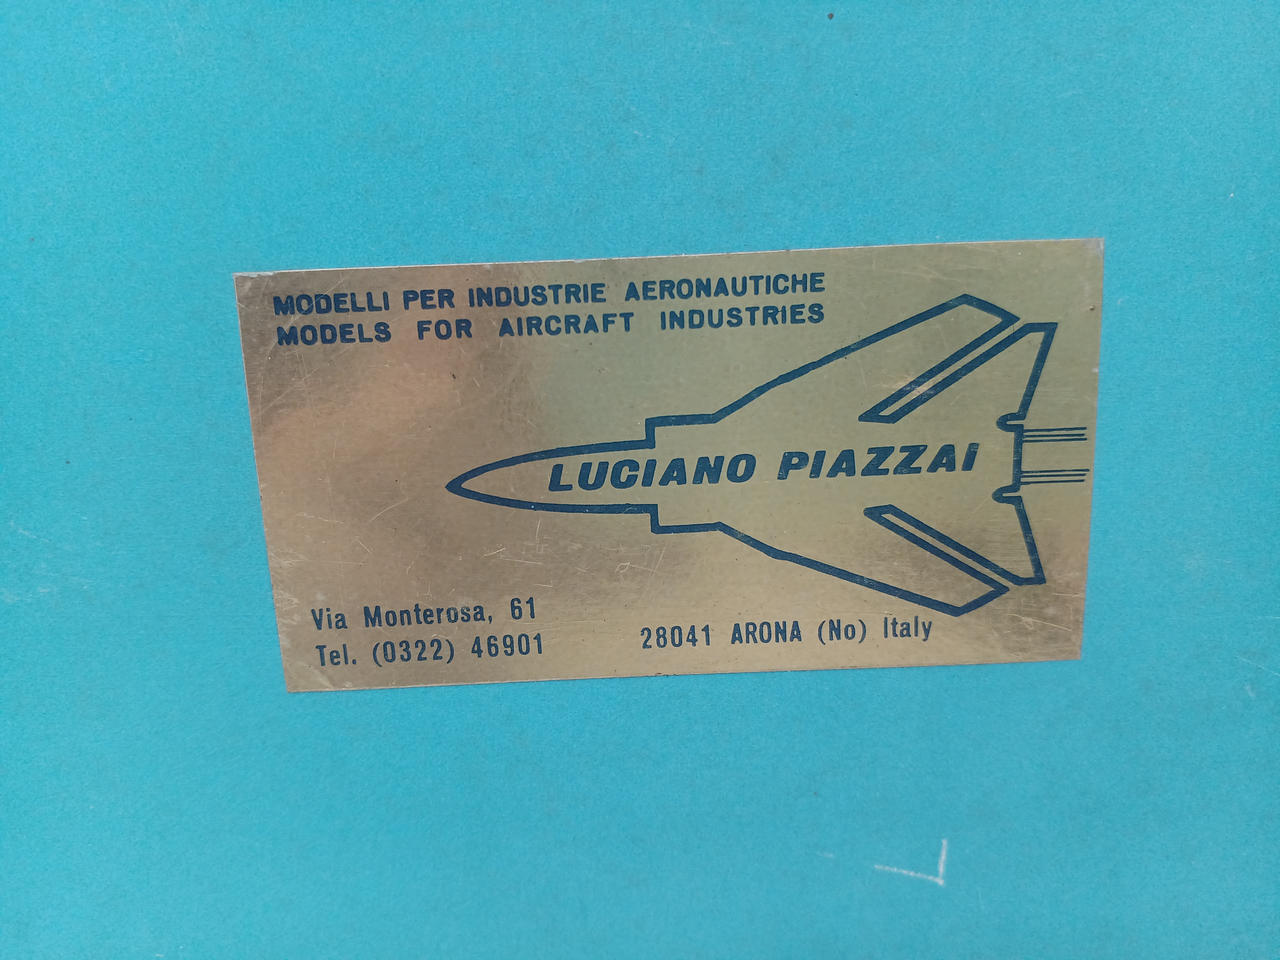 MODELLI PER INDUSTRIE AERONAUTICHE
MODELS FOR AIRCRAFT INDUSTRIES
LUCIANO PIAZZAI
Via Monterosa, 61
Tel. (0322) 46901
28041 ARONA (No) Italy